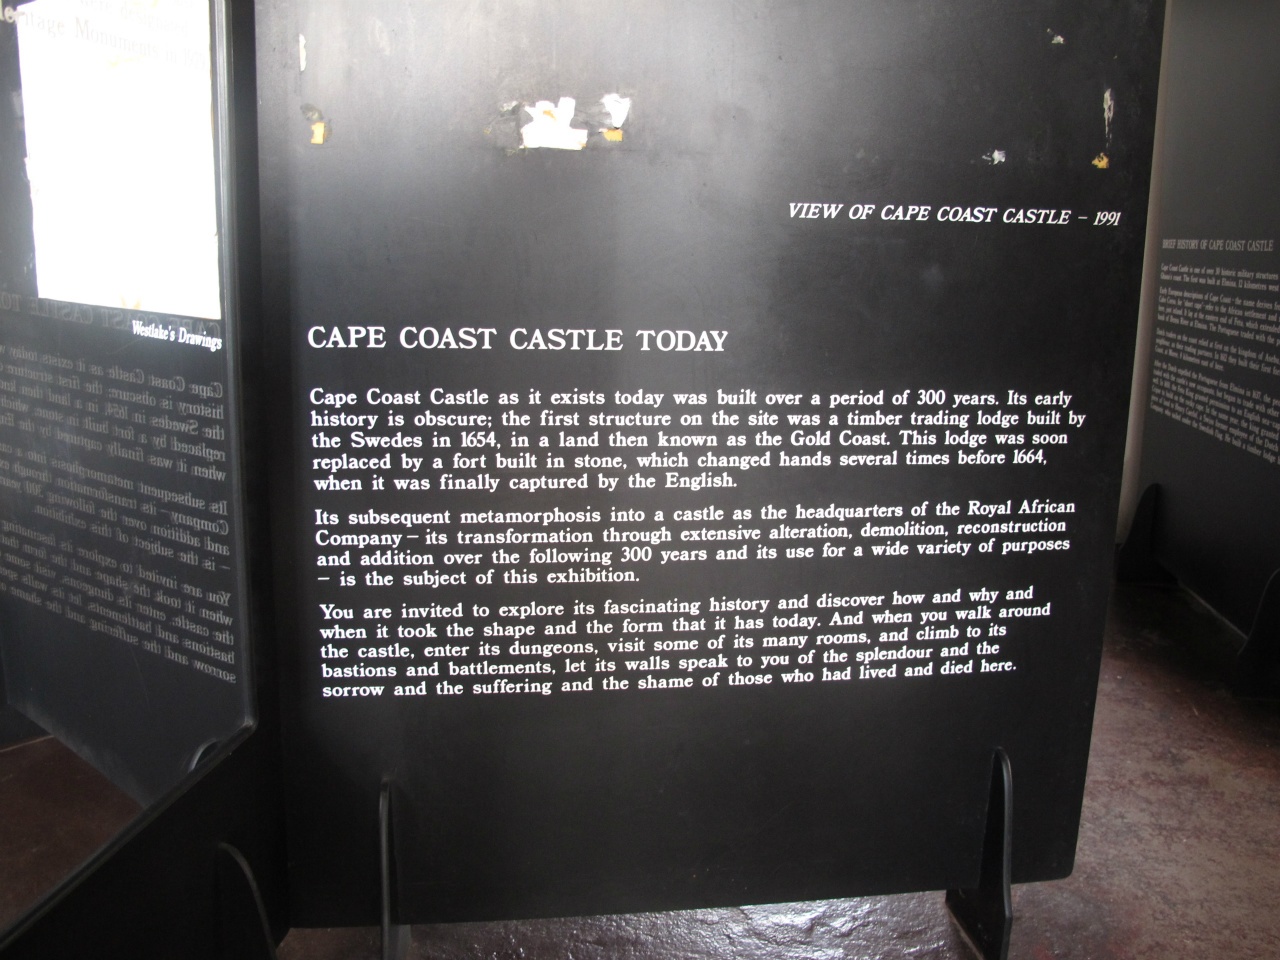 Heritage Monuments in
Westlake's Drawings
VIEW OF CAPE COAST CASTLE – 1991
CAPE COAST CASTLE TODAY
Cape Coast Castle as it exists today was built over a period of 300 years. Its early
history is obscure; the first structure on the site was a timber trading lodge built by
the Swedes in 1654, in a land then known as the Gold Coast. This lodge was soon
replaced by a fort built in stone, which changed hands several times before 1664,
when it was finally captured by the English.
Its subsequent metamorphosis into a castle as the headquarters of the Royal African
Company – its transformation through extensive alteration, demolition, reconstruction
and addition over the following 300 years and its use for a wide variety of purposes
– is the subject of this exhibition.
You are invited to explore its fascinating history and discover how and why and
when it took the shape and the form that it has today. And when you walk around
the castle, enter its dungeons, visit some of its many rooms, and climb to its
bastions and battlements, let its walls speak to you of the splendour and the
sorrow and the suffering and the shame of those who had lived and died here.
BRIEF HISTORY OF CAPE COAST CASTLE